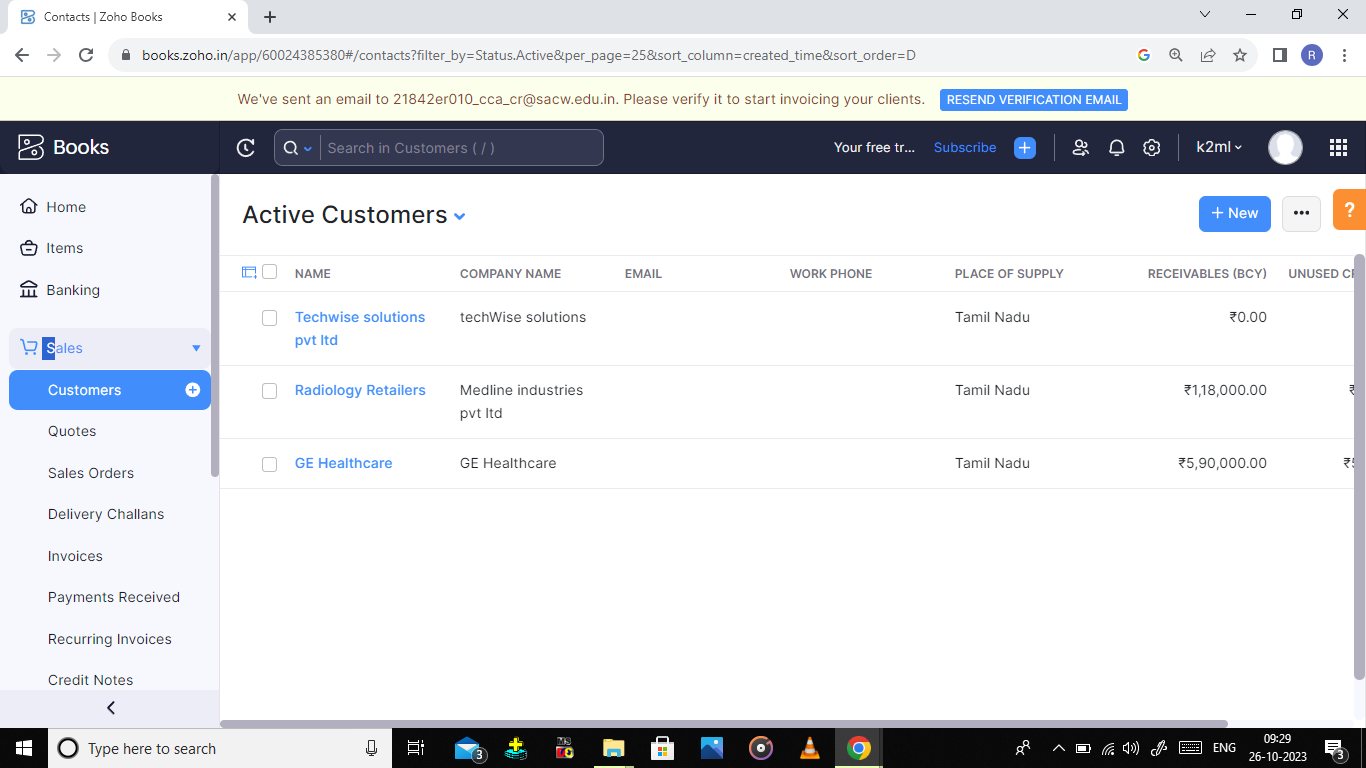 Contacts | Zoho Books
books.zoho.in/app/60024385380#/contacts?filter_by=Status.Active&per_page=25&sort_column=created_time&sort_order=D
R
We've sent an email to 21842er010_cca_cr@sacw.edu.in. Please verify it to start invoicing your clients. RESEND VERIFICATION EMAIL
Books
Search in Customers ( / )
Your free tr... Subscribe
k2ml
Home
Items
Banking
Sales
Customers
Quotes
Sales Orders
Delivery Challans
Invoices
Payments Received
Recurring Invoices
Credit Notes
Active Customers
+ New
?
NAME COMPANY NAME EMAIL WORK PHONE PLACE OF SUPPLY RECEIVABLES (BCY) UNUSED
Techwise solutions techWise solutions Tamil Nadu ₹0.00
pvt ltd
Radiology Retailers Medline industries Tamil Nadu ₹1,18,000.00
pvt ltd
GE Healthcare GE Healthcare Tamil Nadu ₹5,90,000.00
Type here to search
3
ENG
09:29
26-10-2023
3